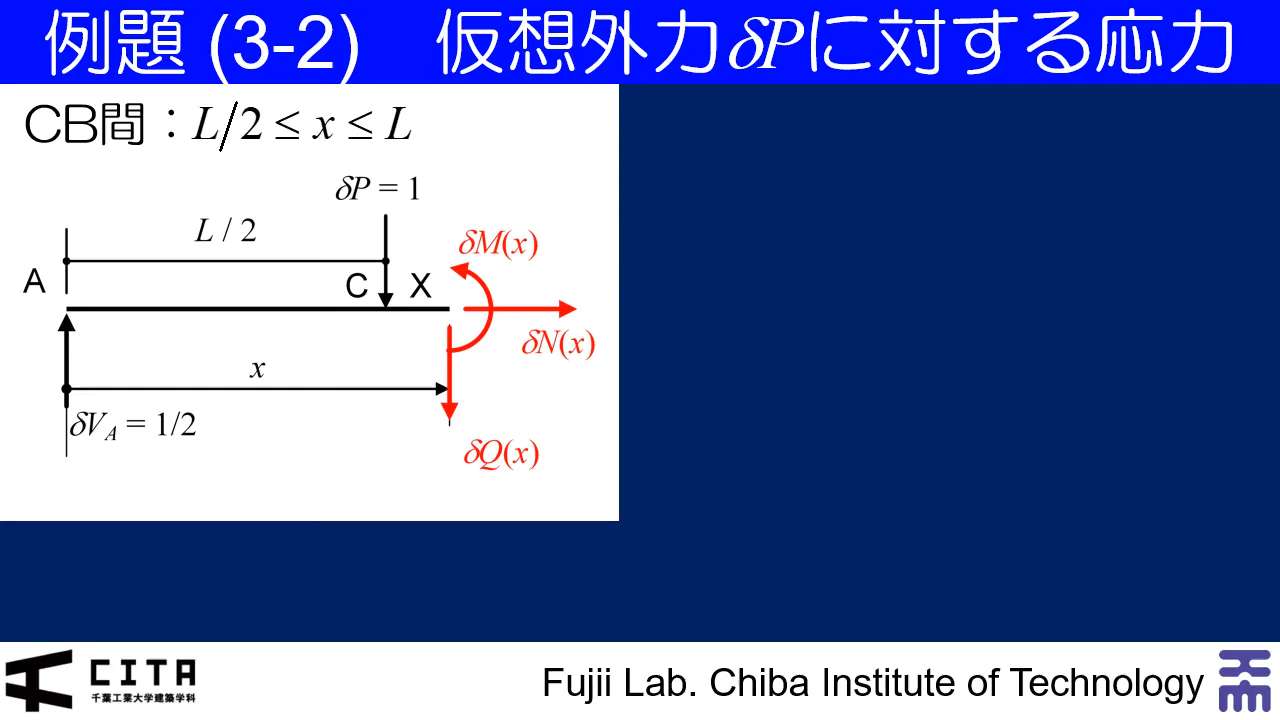 例題 (3-2) 仮想外力δPに対する応力
CB間：L/2 ≤ x ≤ L
δP = 1
L / 2
δM(x)
A
C
X
δN(x)
x
δV_A = 1/2
δQ(x)
CITA
千葉工業大学建築学科
Fujii Lab. Chiba Institute of Technology